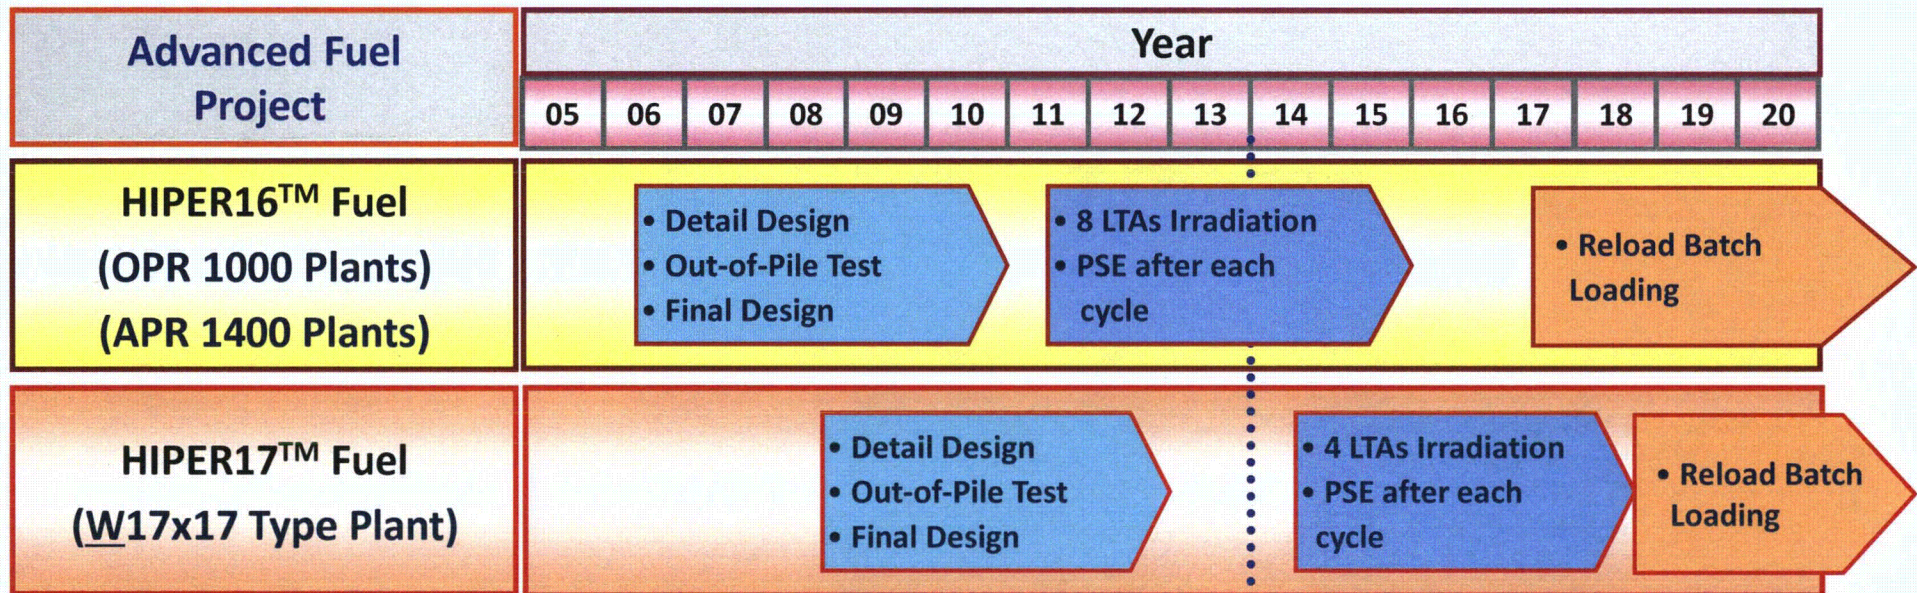 Advanced Fuel
Project
Year
05 06 07 08 09 10 11 12 13 14 15 16 17 18 19 20
HIPER16™ Fuel
(OPR 1000 Plants)
(APR 1400 Plants)
• Detail Design
• Out-of-Pile Test
• Final Design
• 8 LTAs Irradiation
• PSE after each
cycle
• Reload Batch
Loading
HIPER17™ Fuel
(W17x17 Type Plant)
• Detail Design
• Out-of-Pile Test
• Final Design
• 4 LTAs Irradiation
• PSE after each
cycle
• Reload Batch
Loading